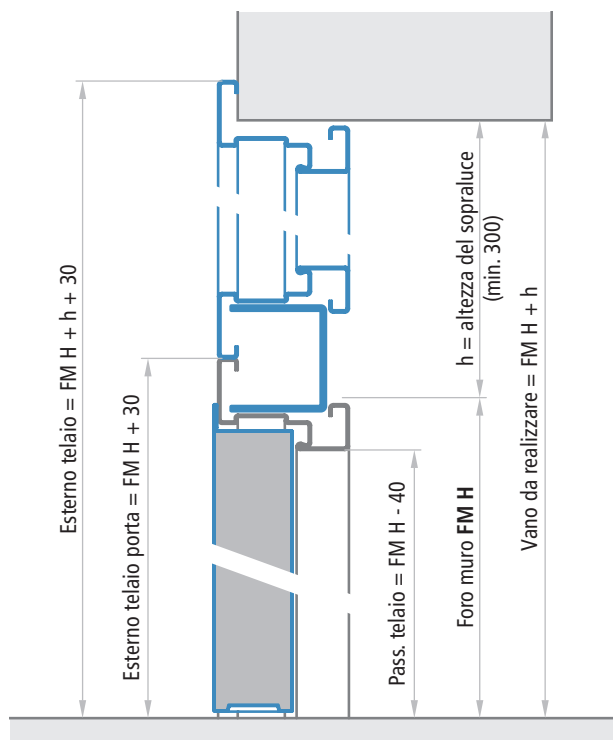 Esterno telaio = FM H + h + 30
Esterno telaio porta = FM H + 30
Pass. telaio = FM H - 40
Foro muro FM H
h = altezza del sopraluce
(min. 300)
Vano da realizzare = FM H + h